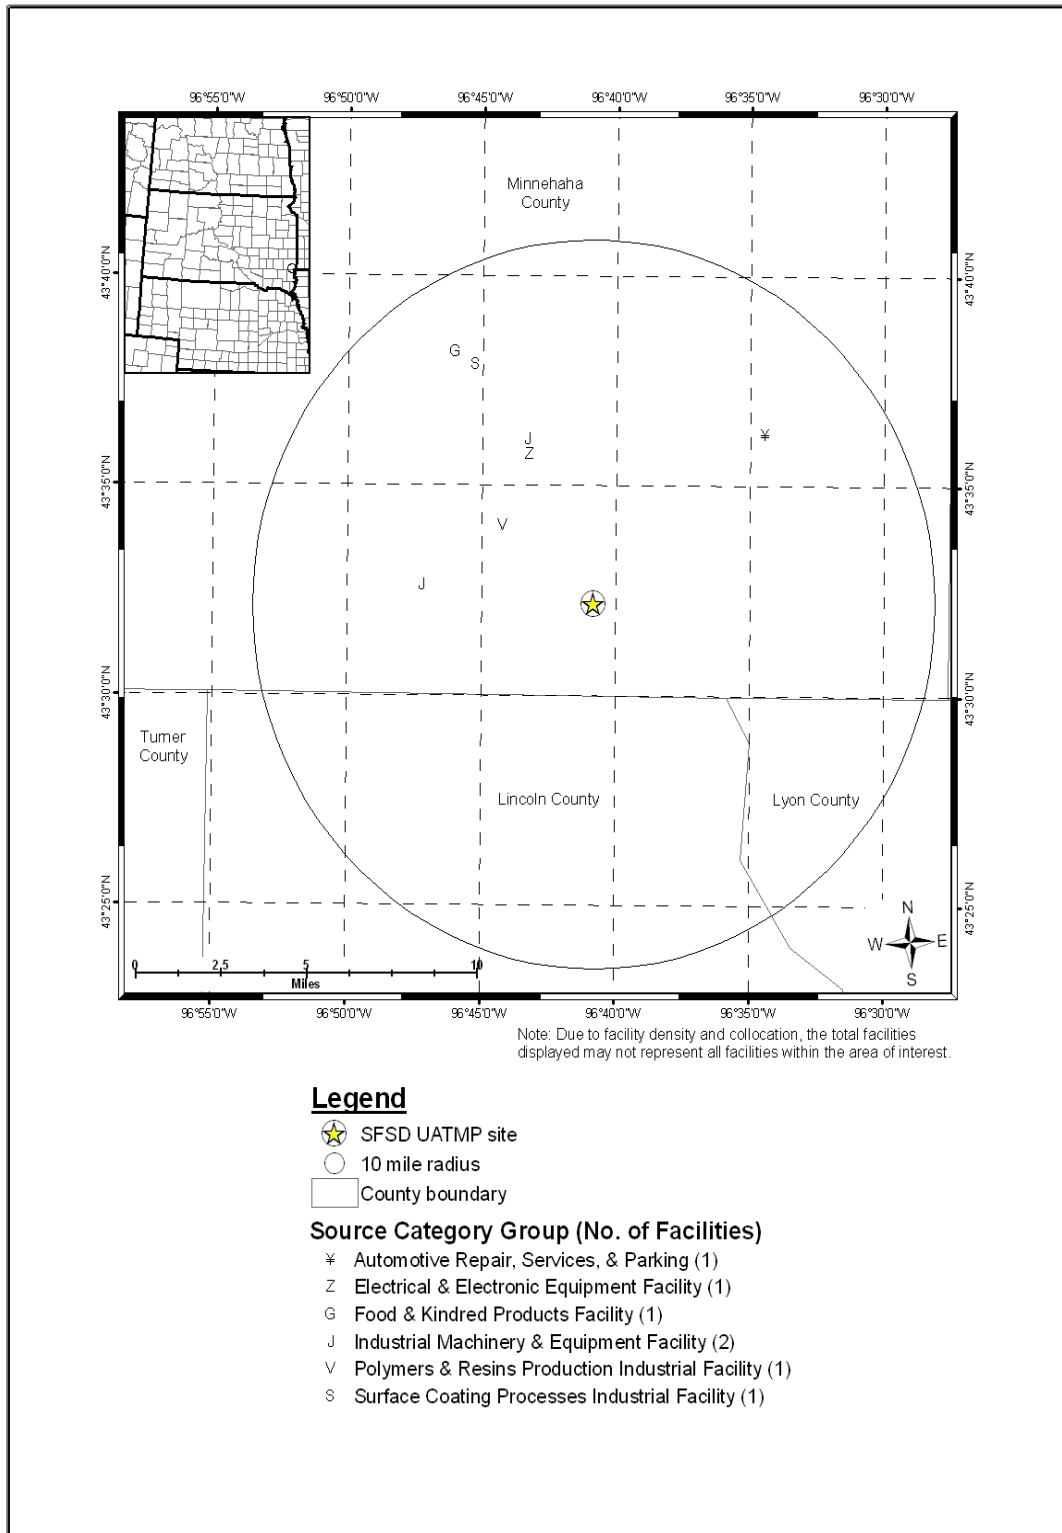 96°55'0"W 96°50'0"W 96°45'0"W 96°40'0"W 96°35'0"W 96°30'0"W
Minnehaha
County
43°40'0"N 43°40'0"N
G
S
J
Z
¥
43°35'0"N 43°35'0"N
V
J
43°30'0"N 43°30'0"N
Turner
County
Lincoln County
Lyon County
43°25'0"N 43°25'0"N
N
W E
S
0 2.5 5 10
Miles
96°55'0"W 96°50'0"W 96°45'0"W 96°40'0"W 96°35'0"W 96°30'0"W
Note: Due to facility density and collocation, the total facilities
displayed may not represent all facilities within the area of interest.
Legend
SFSD UATMP site
10 mile radius
County boundary
Source Category Group (No. of Facilities)
¥ Automotive Repair, Services, & Parking (1)
Z Electrical & Electronic Equipment Facility (1)
G Food & Kindred Products Facility (1)
J Industrial Machinery & Equipment Facility (2)
V Polymers & Resins Production Industrial Facility (1)
S Surface Coating Processes Industrial Facility (1)